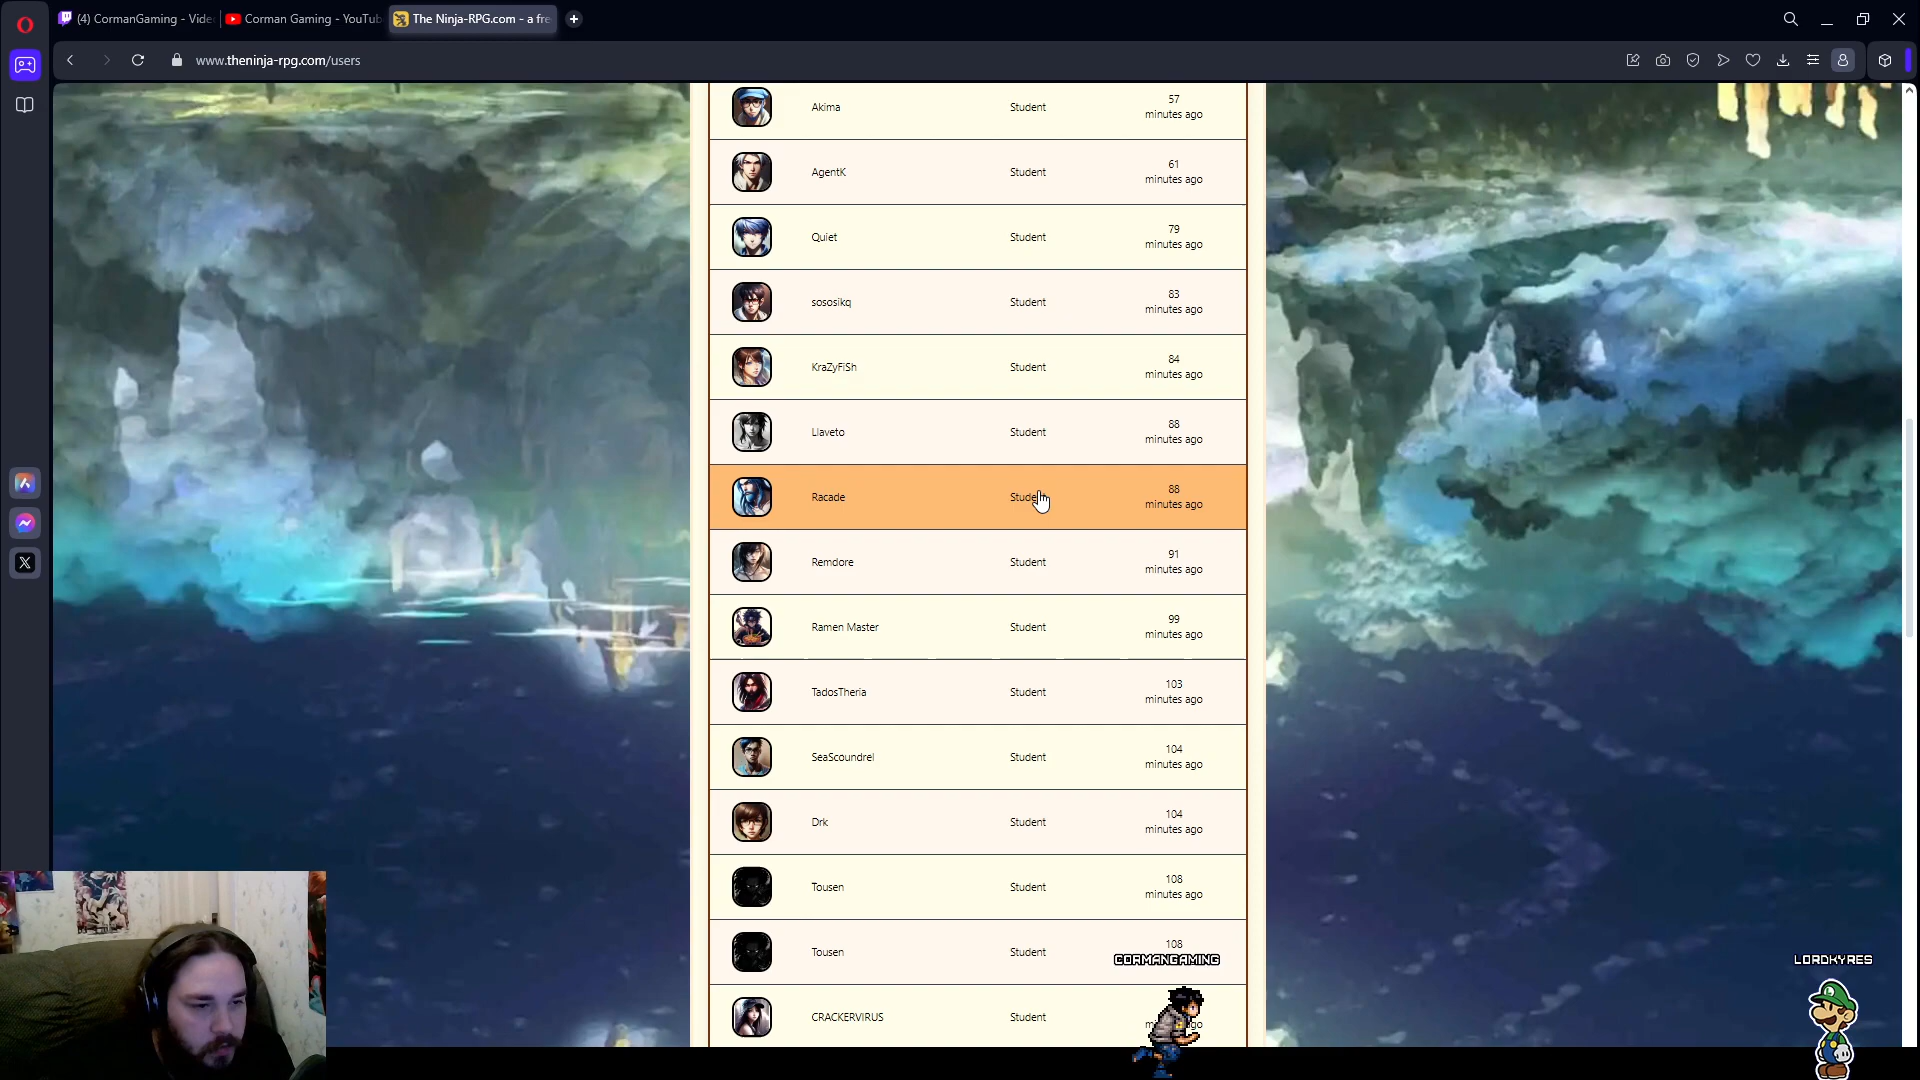 (4) CormanGaming - Vide
Corman Gaming - YouTub
The Ninja-RPG.com - a fre
www.theninja-rpg.com/users
Akima Student 57 minutes ago
AgentK Student 61 minutes ago
Quiet Student 79 minutes ago
sososikq Student 83 minutes ago
KraZyFiSh Student 84 minutes ago
Llaveto Student 88 minutes ago
Racade Student 88 minutes ago
Remdore Student 91 minutes ago
Ramen Master Student 99 minutes ago
TadosTheria Student 103 minutes ago
SeaScoundrel Student 104 minutes ago
Drk Student 104 minutes ago
Tousen Student 108 minutes ago
Tousen Student 108
CORMANGAMING
LORDKYRES
CRACKERVIRUS Student